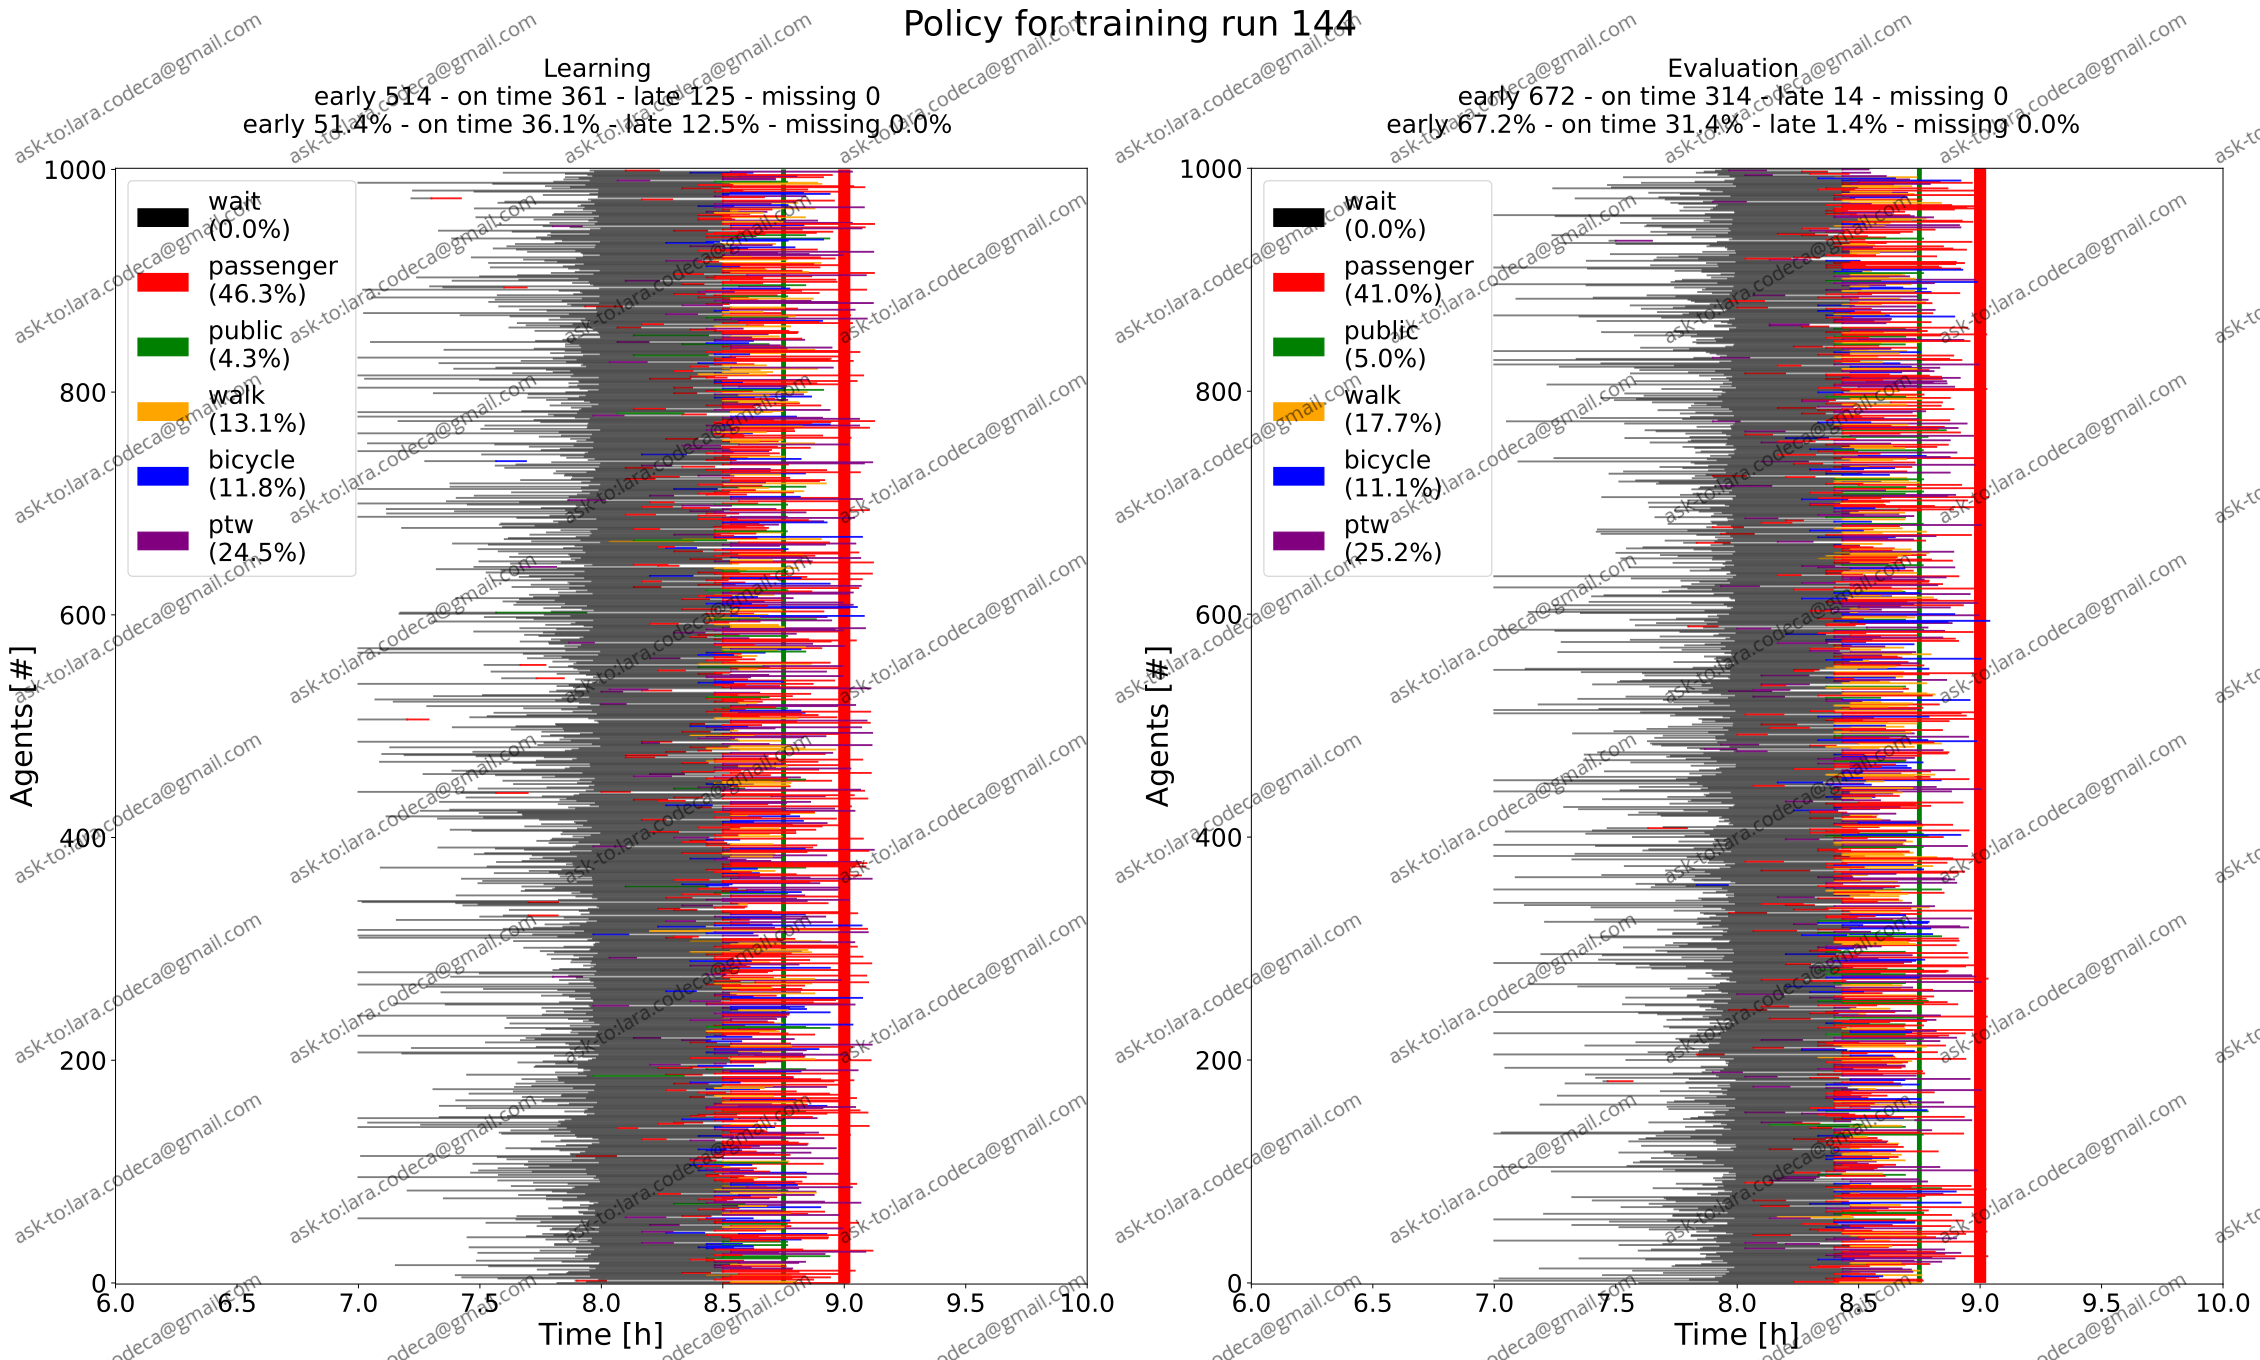 Policy for training run 144
Learning
early 514 - on time 361 - late 125 - missing 0
early 51.4% - on time 36.1% - late 12.5% - missing 0.0%
Evaluation
early 672 - on time 314 - late 14 - missing 0
early 67.2% - on time 31.4% - late 1.4% - missing 0.0%
Agents [#]
1000
800
600
400
200
0
wait
(0.0%)
passenger
(46.3%)
public
(4.3%)
walk
(13.1%)
bicycle
(11.8%)
ptw
(24.5%)
6.0 6.5 7.0 7.5 8.0 8.5 9.0 9.5 10.0
Time [h]
Agents [#]
1000
800
600
400
200
0
wait
(0.0%)
passenger
(41.0%)
public
(5.0%)
walk
(17.7%)
bicycle
(11.1%)
ptw
(25.2%)
6.0 6.5 7.0 7.5 8.0 8.5 9.0 9.5 10.0
Time [h]
ask-to:lara.codeca@gmail.com